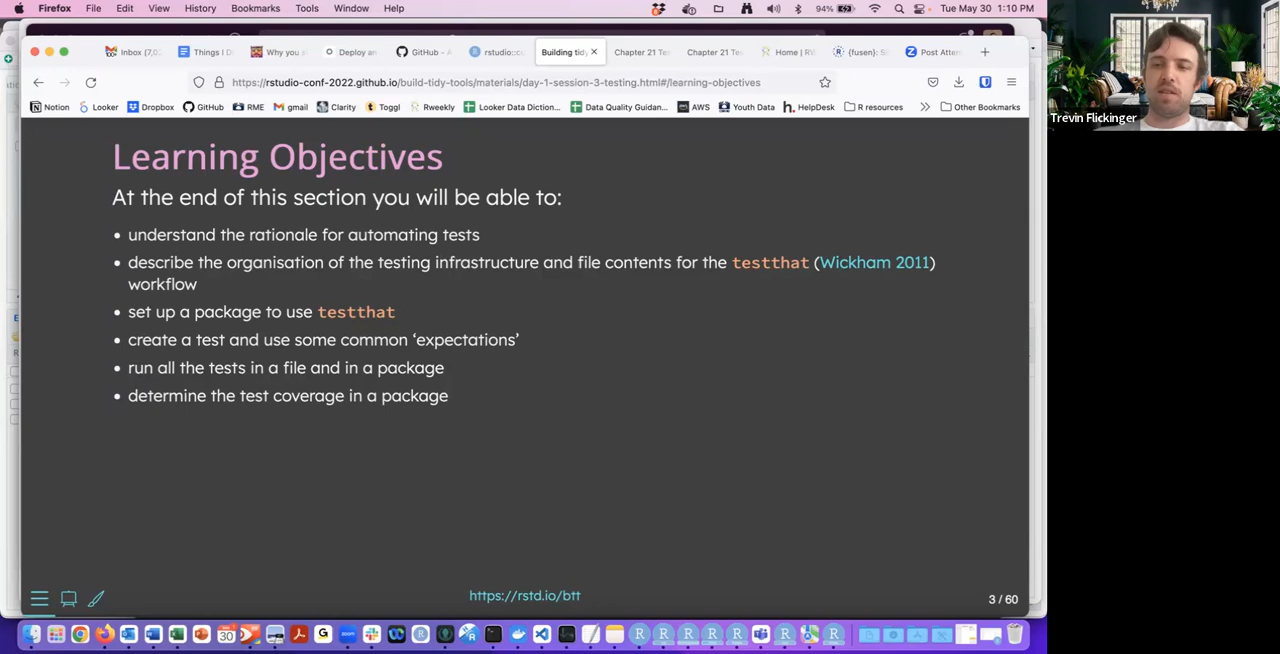 Firefox File Edit View History Bookmarks Tools Window Help 94% Tue May 30 1:10 PM
Inbox (7,0 Things I D Why you s Deploy an GitHub - rstudio::c Building tid Chapter 21 Te Chapter 21 Te Home | R {fusen}: Post Atten
https://rstudio-conf-2022.github.io/build-tidy-tools/materials/day-1-session-3-testing.html#/learning-objectives
Notion Looker Dropbox GitHub RME gmail Clarity Toggl Rweekly Looker Data Diction... Data Quality Guidan... AWS Youth Data HelpDesk R resources Other Bookmarks
Trevin Flickinger
Learning Objectives
At the end of this section you will be able to:
• understand the rationale for automating tests
• describe the organisation of the testing infrastructure and file contents for the testthat (Wickham 2011)
workflow
• set up a package to use testthat
• create a test and use some common ‘expectations’
• run all the tests in a file and in a package
• determine the test coverage in a package
https://rstd.io/btt
3 / 60